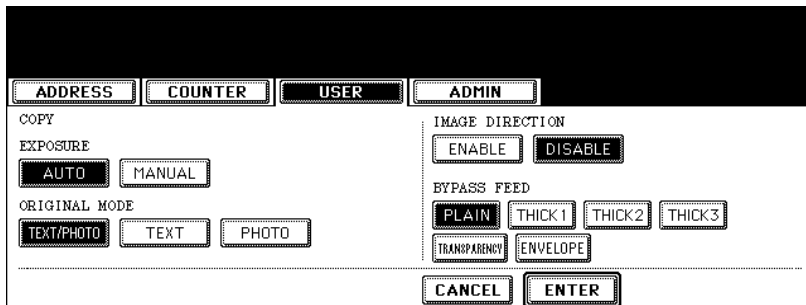 ADDRESS COUNTER USER ADMIN
COPY
EXPOSURE
AUTO MANUAL
ORIGINAL MODE
TEXT/PHOTO TEXT PHOTO
IMAGE DIRECTION
ENABLE DISABLE
BYPASS FEED
PLAIN THICK1 THICK2 THICK3
TRANSPARENCY ENVELOPE
CANCEL ENTER